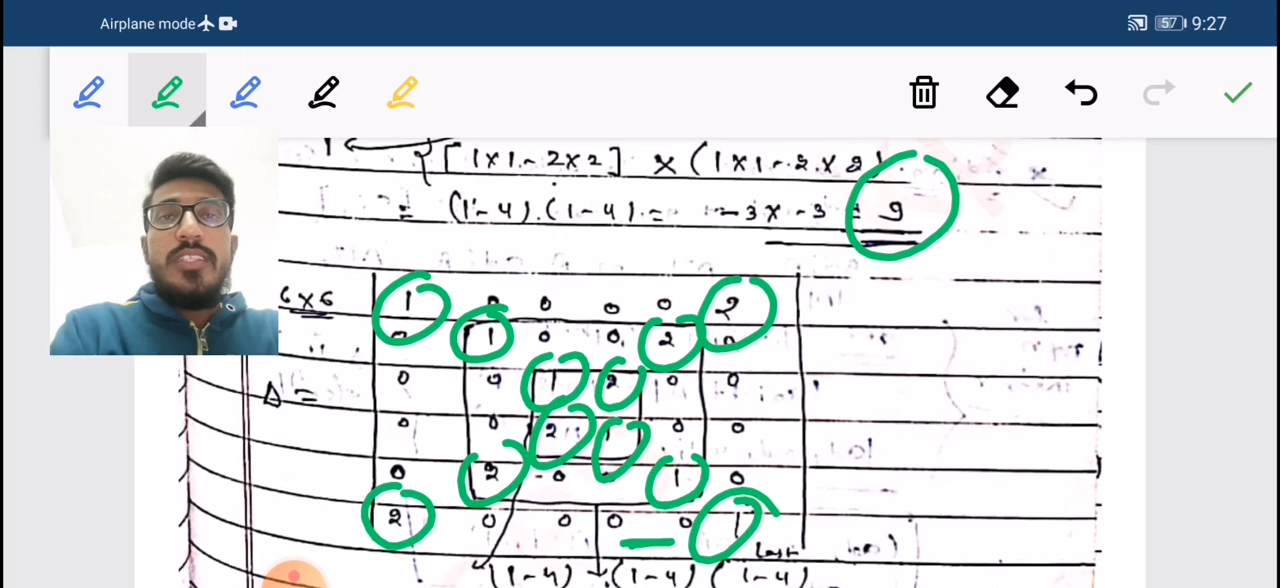 Airplane mode
57 9:27
[ 1×1 - 2×2 ] × (1×1 - 2×2)
= (1-4).(1-4) = -3 × -3 = 9
6×6
1 0 0 0 0 2
0 1 0 0 2 0
Δ = 0 0 1 2 0 0
0 0 2 1 0 0
0 2 0 0 1 0
2 0 0 0 0 1
last
(1-4) . (1-4) (1-4)